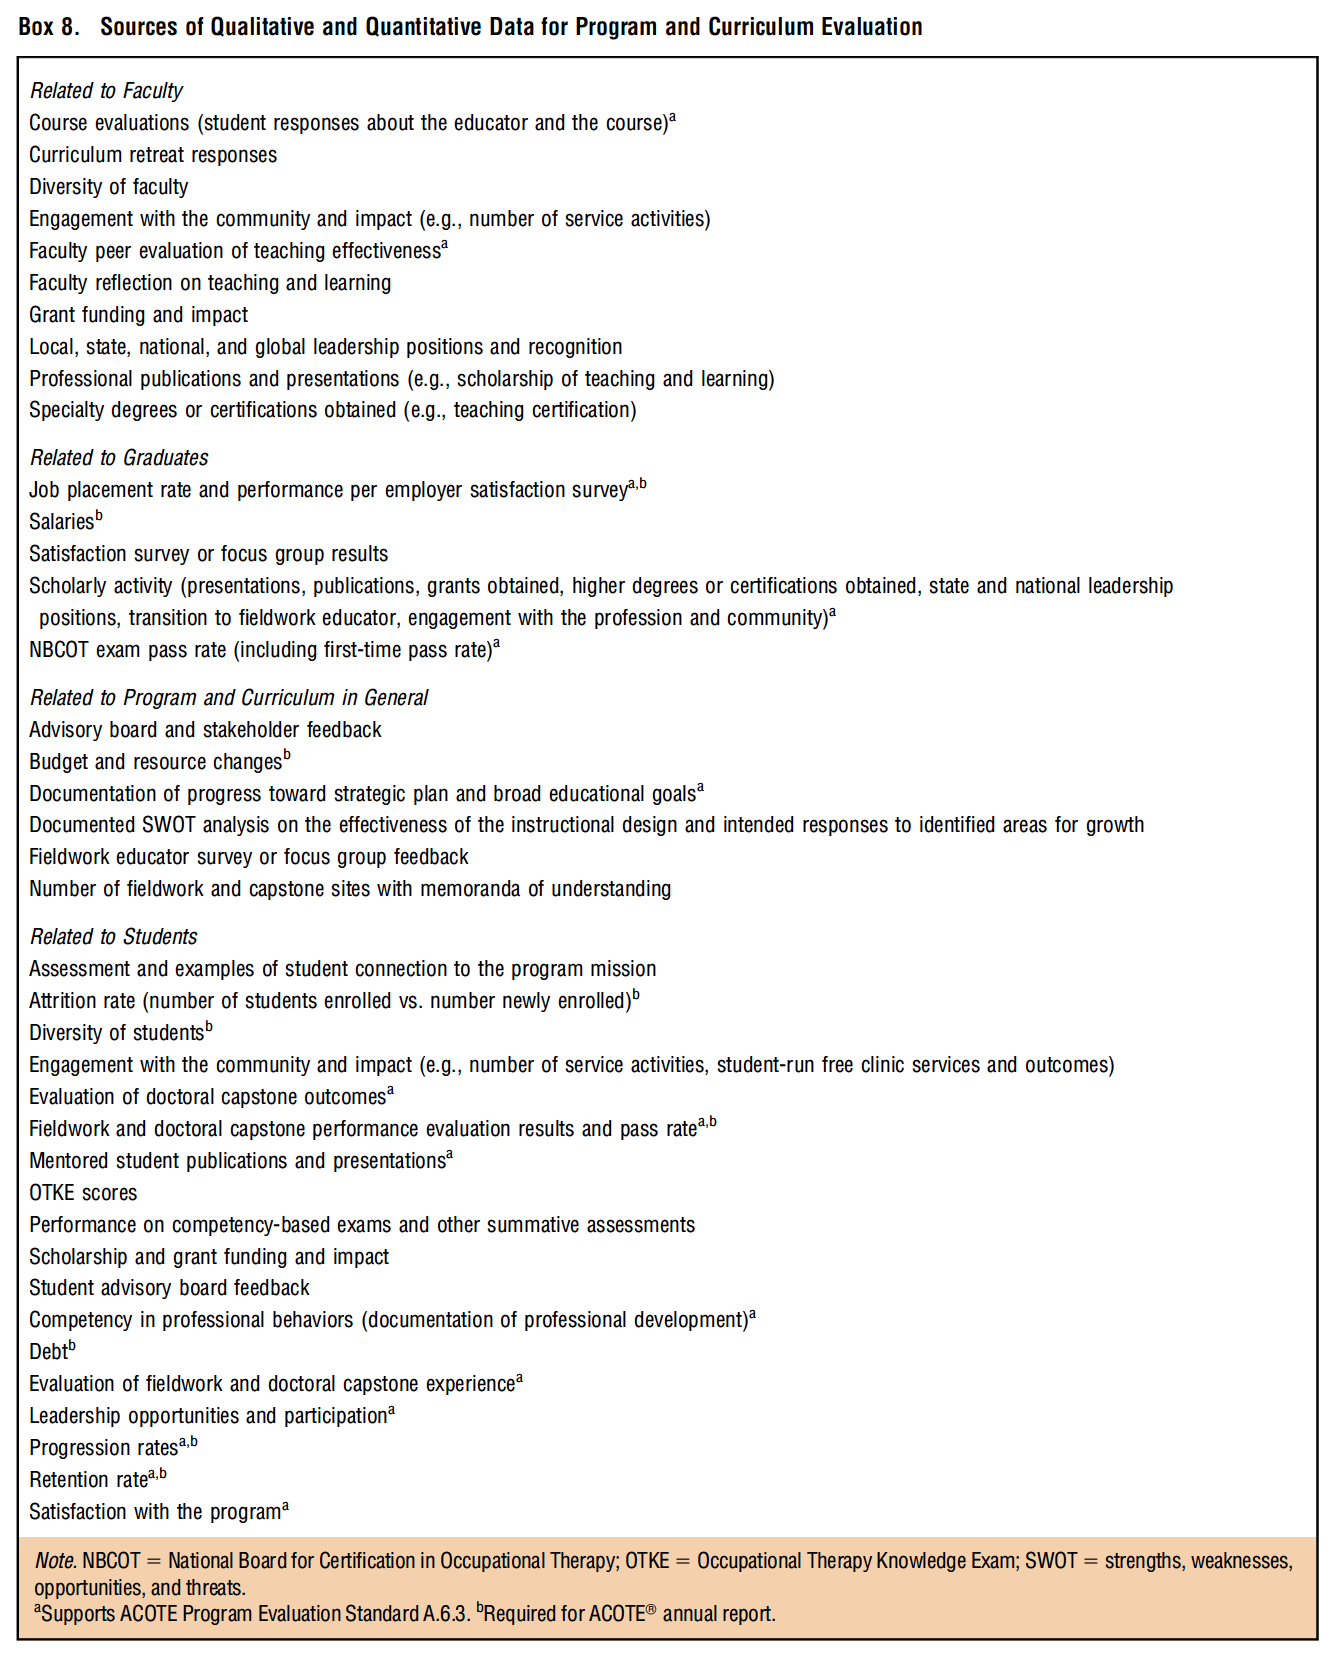 Box 8. Sources of Qualitative and Quantitative Data for Program and Curriculum Evaluation
Related to Faculty
Course evaluations (student responses about the educator and the course)a
Curriculum retreat responses
Diversity of faculty
Engagement with the community and impact (e.g., number of service activities)
Faculty peer evaluation of teaching effectivenessa
Faculty reflection on teaching and learning
Grant funding and impact
Local, state, national, and global leadership positions and recognition
Professional publications and presentations (e.g., scholarship of teaching and learning)
Specialty degrees or certifications obtained (e.g., teaching certification)
Related to Graduates
Job placement rate and performance per employer satisfaction surveya,b
Salariesb
Satisfaction survey or focus group results
Scholarly activity (presentations, publications, grants obtained, higher degrees or certifications obtained, state and national leadership
positions, transition to fieldwork educator, engagement with the profession and community)a
NBCOT exam pass rate (including first-time pass rate)a
Related to Program and Curriculum in General
Advisory board and stakeholder feedback
Budget and resource changesb
Documentation of progress toward strategic plan and broad educational goalsa
Documented SWOT analysis on the effectiveness of the instructional design and intended responses to identified areas for growth
Fieldwork educator survey or focus group feedback
Number of fieldwork and capstone sites with memoranda of understanding
Related to Students
Assessment and examples of student connection to the program mission
Attrition rate (number of students enrolled vs. number newly enrolled)b
Diversity of studentsb
Engagement with the community and impact (e.g., number of service activities, student-run free clinic services and outcomes)
Evaluation of doctoral capstone outcomesa
Fieldwork and doctoral capstone performance evaluation results and pass ratea,b
Mentored student publications and presentationsa
OTKE scores
Performance on competency-based exams and other summative assessments
Scholarship and grant funding and impact
Student advisory board feedback
Competency in professional behaviors (documentation of professional development)a
Debtb
Evaluation of fieldwork and doctoral capstone experiencea
Leadership opportunities and participationa
Progression ratesa,b
Retention ratea,b
Satisfaction with the programa
Note. NBCOT = National Board for Certification in Occupational Therapy; OTKE = Occupational Therapy Knowledge Exam; SWOT = strengths, weaknesses,
opportunities, and threats.
aSupports ACOTE Program Evaluation Standard A.6.3. bRequired for ACOTE® annual report.